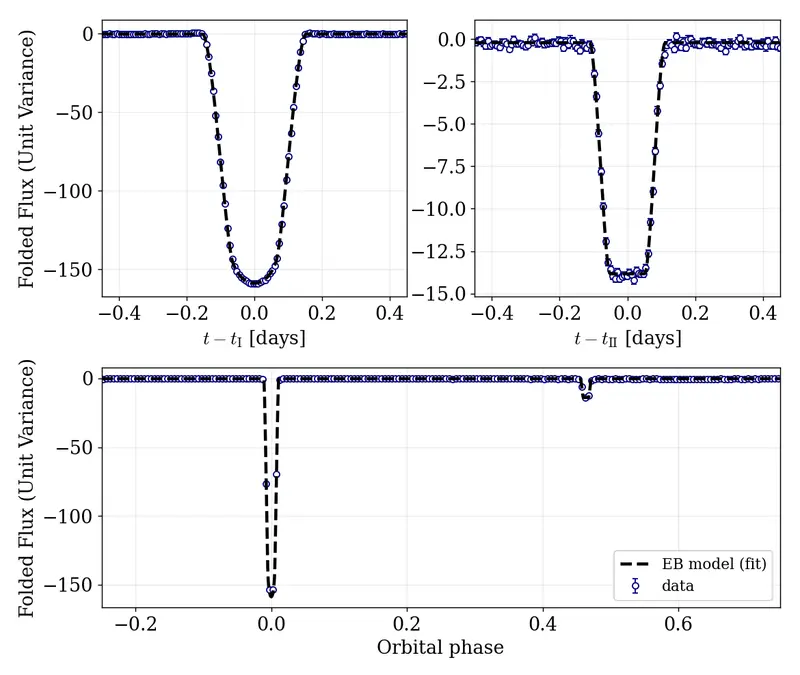 Folded Flux (Unit Variance)
0
−50
−100
−150
−0.4 −0.2 0.0 0.2 0.4
t − tI [days]
0.0
−2.5
−5.0
−7.5
−10.0
−12.5
−15.0
−0.4 −0.2 0.0 0.2 0.4
t − tII [days]
Folded Flux (Unit Variance)
0
−50
−100
−150
−0.2 0.0 0.2 0.4 0.6
Orbital phase
EB model (fit)
data